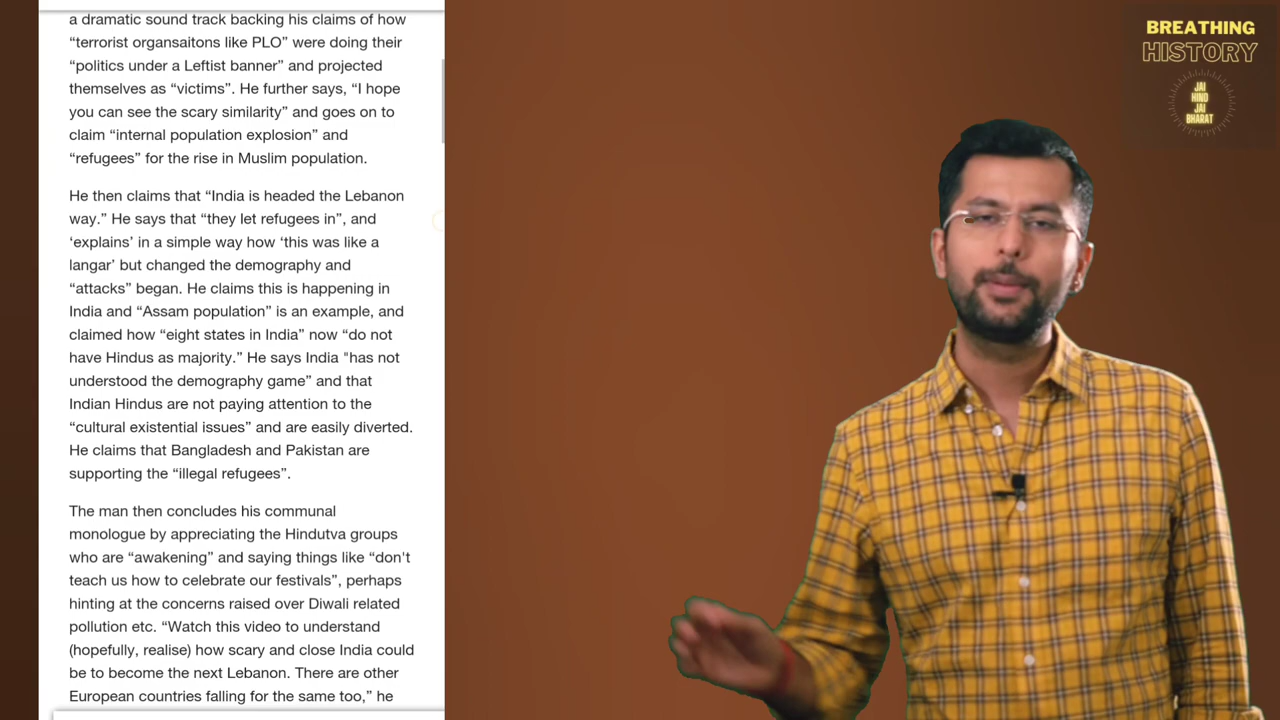 a dramatic sound track backing his claims of how
“terrorist organsaitons like PLO” were doing their
“politics under a Leftist banner” and projected
themselves as “victims”. He further says, “I hope
you can see the scary similarity” and goes on to
claim “internal population explosion” and
“refugees” for the rise in Muslim population.
He then claims that “India is headed the Lebanon
way.” He says that “they let refugees in”, and
‘explains’ in a simple way how ‘this was like a
langar’ but changed the demography and
“attacks” began. He claims this is happening in
India and “Assam population” is an example, and
claimed how “eight states in India” now “do not
have Hindus as majority.” He says India "has not
understood the demography game” and that
Indian Hindus are not paying attention to the
“cultural existential issues” and are easily diverted.
He claims that Bangladesh and Pakistan are
supporting the “illegal refugees”.
The man then concludes his communal
monologue by appreciating the Hindutva groups
who are “awakening” and saying things like “don't
teach us how to celebrate our festivals”, perhaps
hinting at the concerns raised over Diwali related
pollution etc. “Watch this video to understand
(hopefully, realise) how scary and close India could
be to become the next Lebanon. There are other
European countries falling for the same too,” he
BREATHING
HISTORY
JAI
HIND
JAI
BHARAT